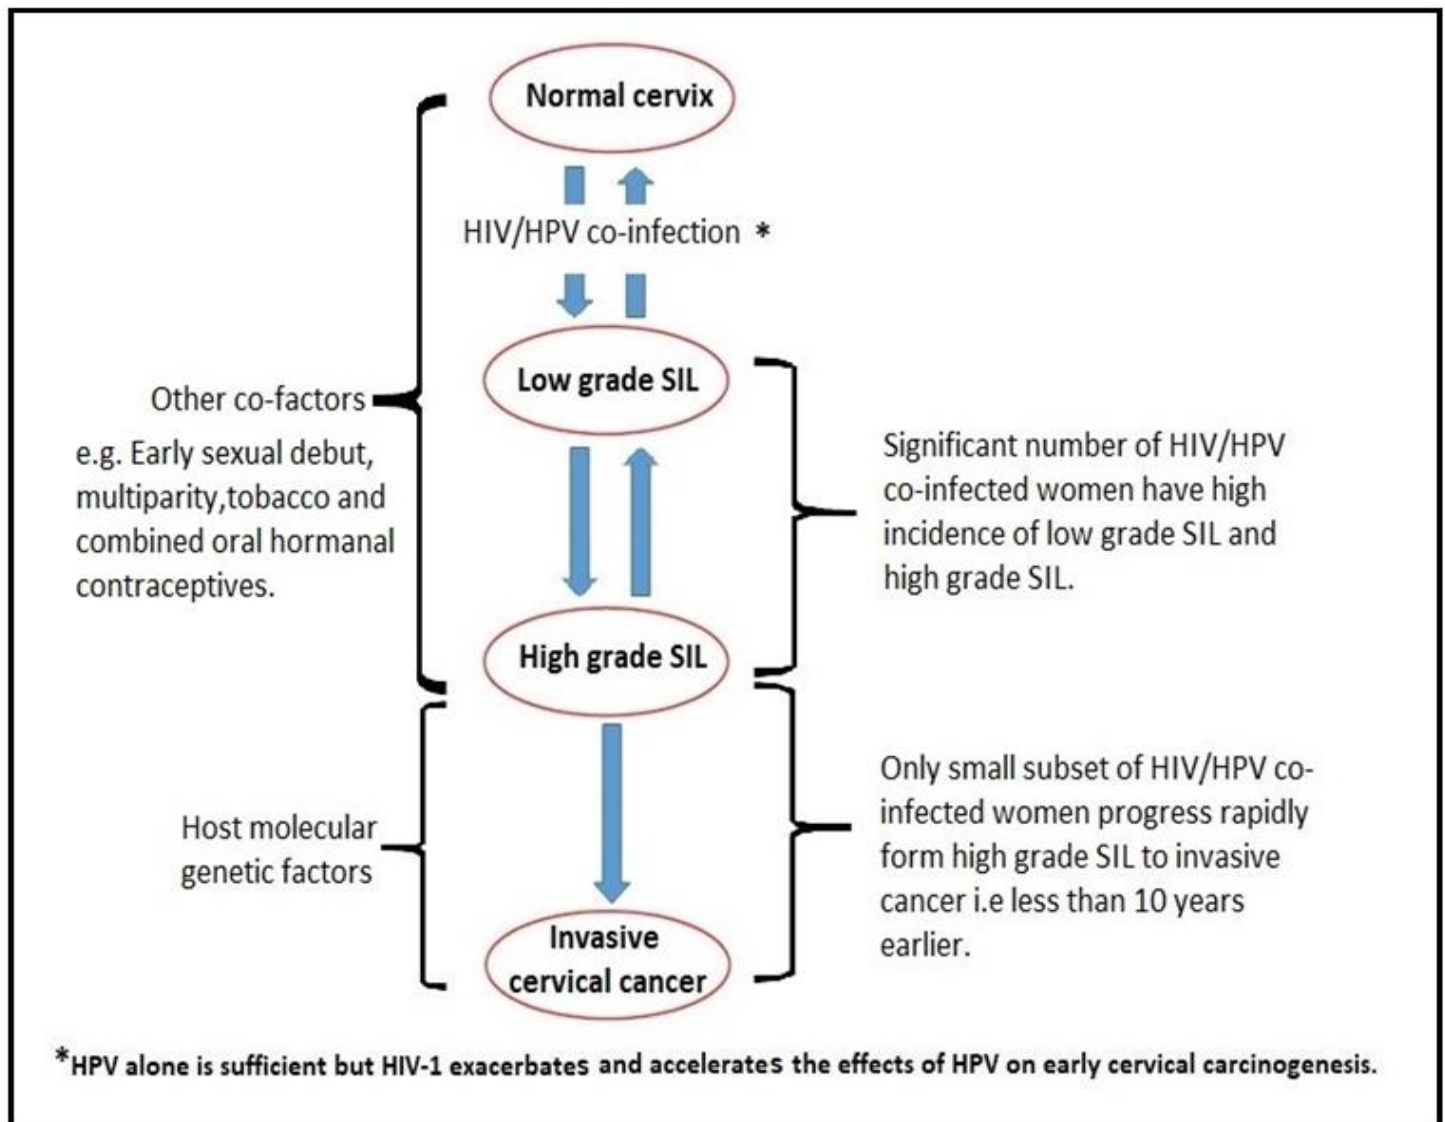 Normal cervix
HIV/HPV co-infection *
Low grade SIL
Other co-factors
e.g. Early sexual debut,
multiparity,tobacco and
combined oral hormanal
contraceptives.
Significant number of HIV/HPV
co-infected women have high
incidence of low grade SIL and
high grade SIL.
High grade SIL
Host molecular
genetic factors
Only small subset of HIV/HPV co-
infected women progress rapidly
form high grade SIL to invasive
cancer i.e less than 10 years
earlier.
Invasive
cervical cancer
*HPV alone is sufficient but HIV-1 exacerbates and accelerates the effects of HPV on early cervical carcinogenesis.